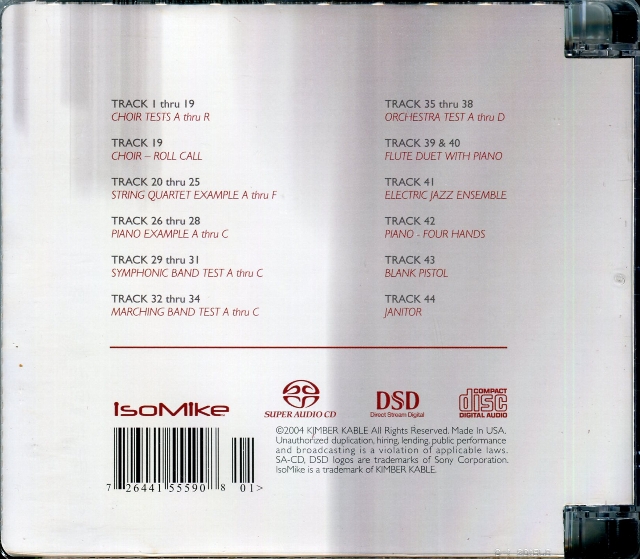 TRACK 1 thru 19
CHOIR TESTS A thru R
TRACK 19
CHOIR – ROLL CALL
TRACK 20 thru 25
STRING QUARTET EXAMPLE A thru F
TRACK 26 thru 28
PIANO EXAMPLE A thru C
TRACK 29 thru 31
SYMPHONIC BAND TEST A thru C
TRACK 32 thru 34
MARCHING BAND TEST A thru C
TRACK 35 thru 38
ORCHESTRA TEST A thru D
TRACK 39 & 40
FLUTE DUET WITH PIANO
TRACK 41
ELECTRIC JAZZ ENSEMBLE
TRACK 42
PIANO - FOUR HANDS
TRACK 43
BLANK PISTOL
TRACK 44
JANITOR
IsoMike
SUPER AUDIO CD
DSD
Direct Stream Digital
COMPACT
disc
DIGITAL AUDIO
©2004 KIMBER KABLE All Rights Reserved. Made In USA.
Unauthorized duplication, hiring, lending, public performance
and broadcasting is a violation of applicable laws.
SA-CD, DSD logos are trademarks of Sony Corporation.
IsoMike is a trademark of KIMBER KABLE.
7 26441 55590 8 01>